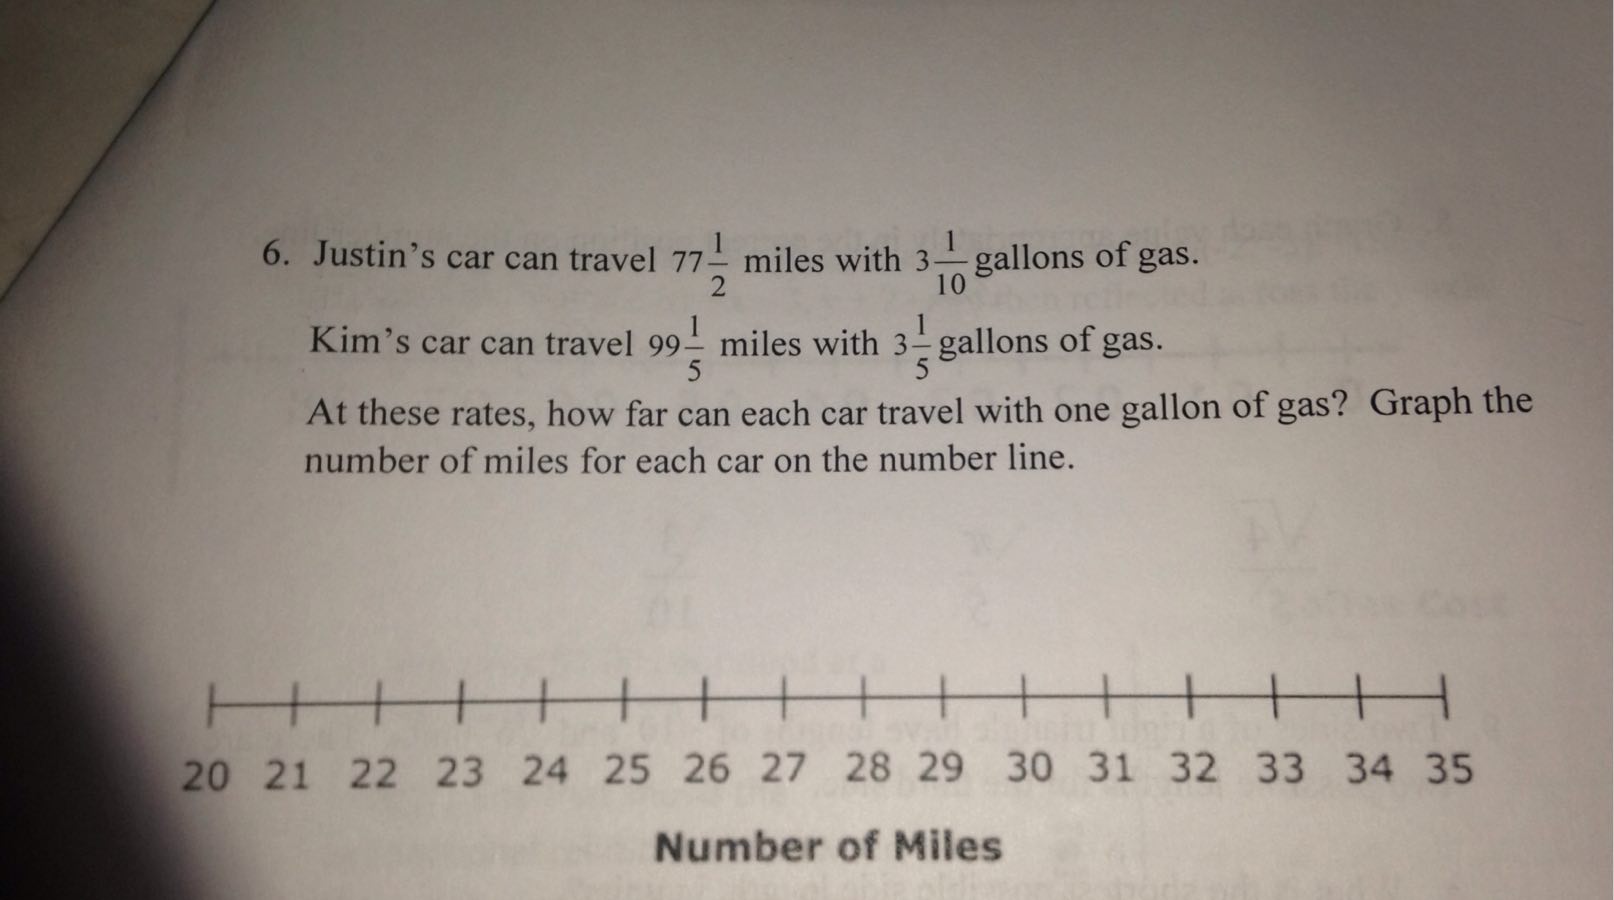 6. Justin's car can travel 77 1/2 miles with 3 1/10 gallons of gas.
Kim's car can travel 99 1/5 miles with 3 1/5 gallons of gas.
At these rates, how far can each car travel with one gallon of gas? Graph the
number of miles for each car on the number line.
20 21 22 23 24 25 26 27 28 29 30 31 32 33 34 35
Number of Miles